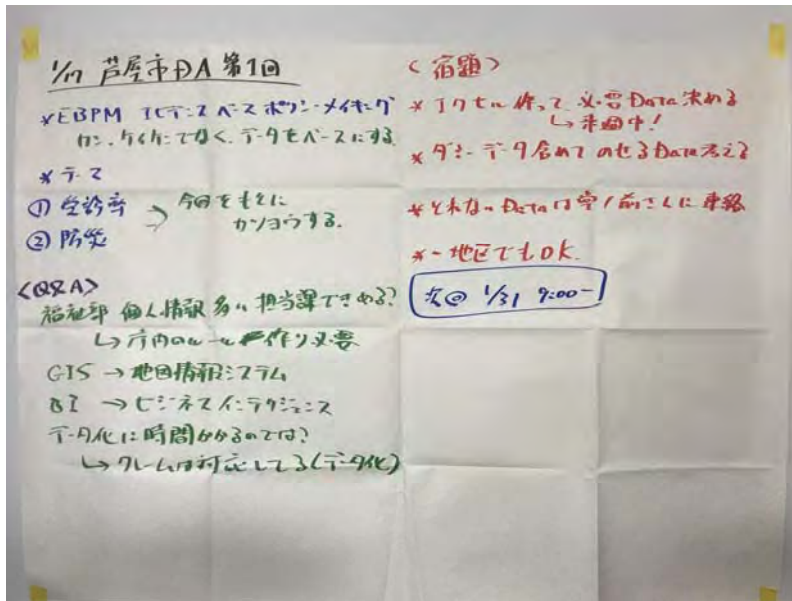 1/17 芦屋市DA 第1回
*EBPM エビデンス ベース ポリシーメイキング
カン、ケイケンでなく、データをベースにする
*テーマ
① 受診率
② 防災
今回をもとに
カンヨウする。
<Q&A>
福祉部 個人情報多い 担当課できめる?
↳ 庁内のルール作り必要
GIS → 地図情報システム
BI → ビジネスインテリジェンス
データ化に時間かかるのでは?
↳ クレームは対応してる(データ化)
<宿題>
*エクセル作って 必要Data決める
↳ 来週中!
*ダミーデータ含めて のせるData考える
*とれないDataは 前さんに連絡
*一地区でもOK.
次@ 1/31 9:00-